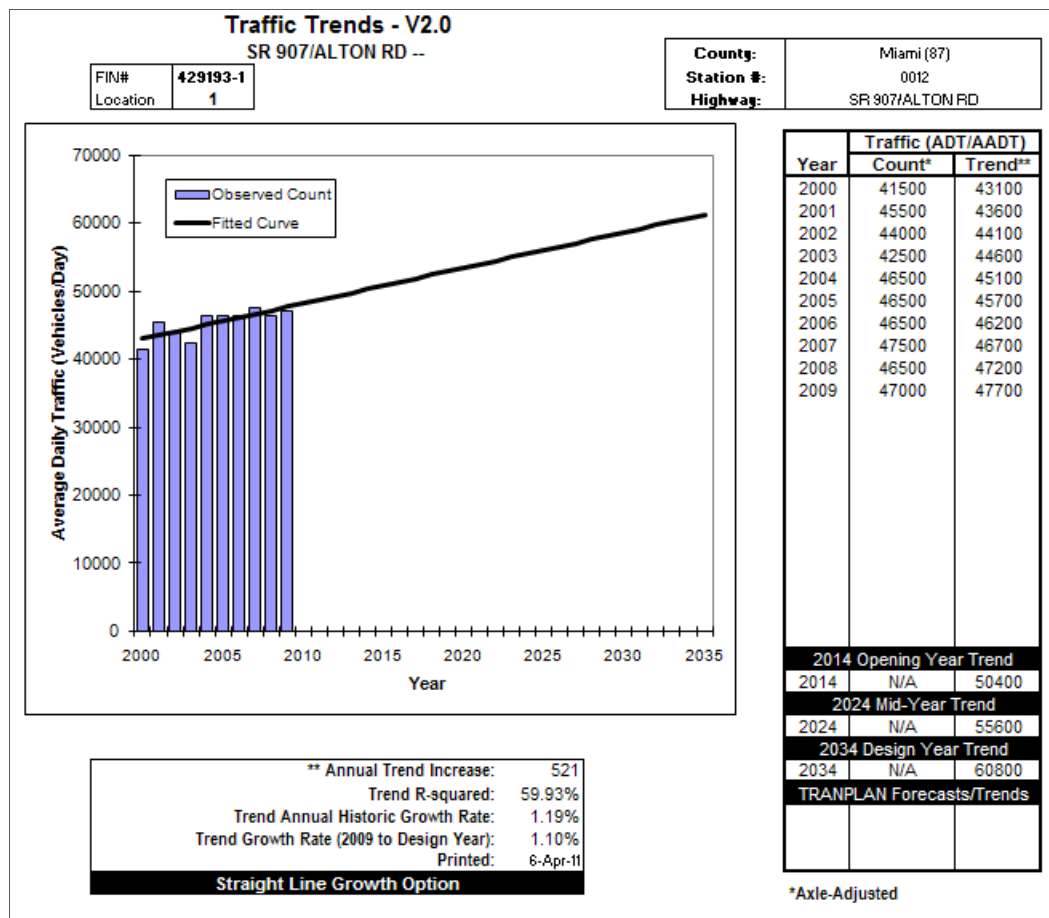 Traffic Trends - V2.0
SR 907/ALTON RD --
FIN# 429193-1
Location 1
County: Miami (87)
Station #: 0012
Highway: SR 907/ALTON RD
70000
60000
50000
40000
30000
20000
10000
0
Average Daily Traffic (Vehicles/Day)
Observed Count
Fitted Curve
2000 2005 2010 2015 2020 2025 2030 2035
Year
Traffic (ADT/AADT)
Year Count* Trend**
2000 41500 43100
2001 45500 43600
2002 44000 44100
2003 42500 44600
2004 46500 45100
2005 46500 45700
2006 46500 46200
2007 47500 46700
2008 46500 47200
2009 47000 47700
2014 Opening Year Trend
2014 N/A 50400
2024 Mid-Year Trend
2024 N/A 55600
2034 Design Year Trend
2034 N/A 60800
TRANPLAN Forecasts/Trends
** Annual Trend Increase: 521
Trend R-squared: 59.93%
Trend Annual Historic Growth Rate: 1.19%
Trend Growth Rate (2009 to Design Year): 1.10%
Printed: 6-Apr-11
Straight Line Growth Option
*Axle-Adjusted